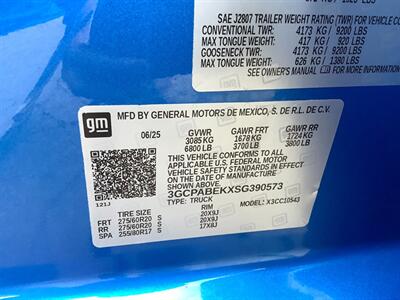 SAE J2807 TRAILER WEIGHT RATING (TWR) FOR VEHICLE
CONVENTIONAL TWR: 4173 KG / 9200 LBS
MAX TONGUE WEIGHT: 417 KG / 920 LBS
GOOSENECK TWR: 4173 KG / 9200 LBS
MAX TONGUE WEIGHT: 626 KG / 1380 LBS
SEE OWNER'S MANUAL FOR MORE INFORMATION
gm
MFD BY GENERAL MOTORS DE MEXICO, S. DE R.L. DE C.V.
06/25 GVWR GAWR FRT GAWR RR
3085 KG 1678 KG 1724 KG
6800 LB 3700 LB 3800 LB
THIS VEHICLE CONFORMS TO ALL
APPLICABLE U.S. FEDERAL MOTOR
VEHICLE SAFETY STANDARDS IN EFFECT
ON THE DATE OF MANUFACTURE SHOWN ABOVE.
3GCPABEKXSG390573
TYPE: TRUCK MODEL: X3CC10543
121J
TIRE SIZE RIM
FRT 275/60R20 S 20X9J
RR 275/60R20 S 20X9J
SPA 255/80R17 S 17X8J